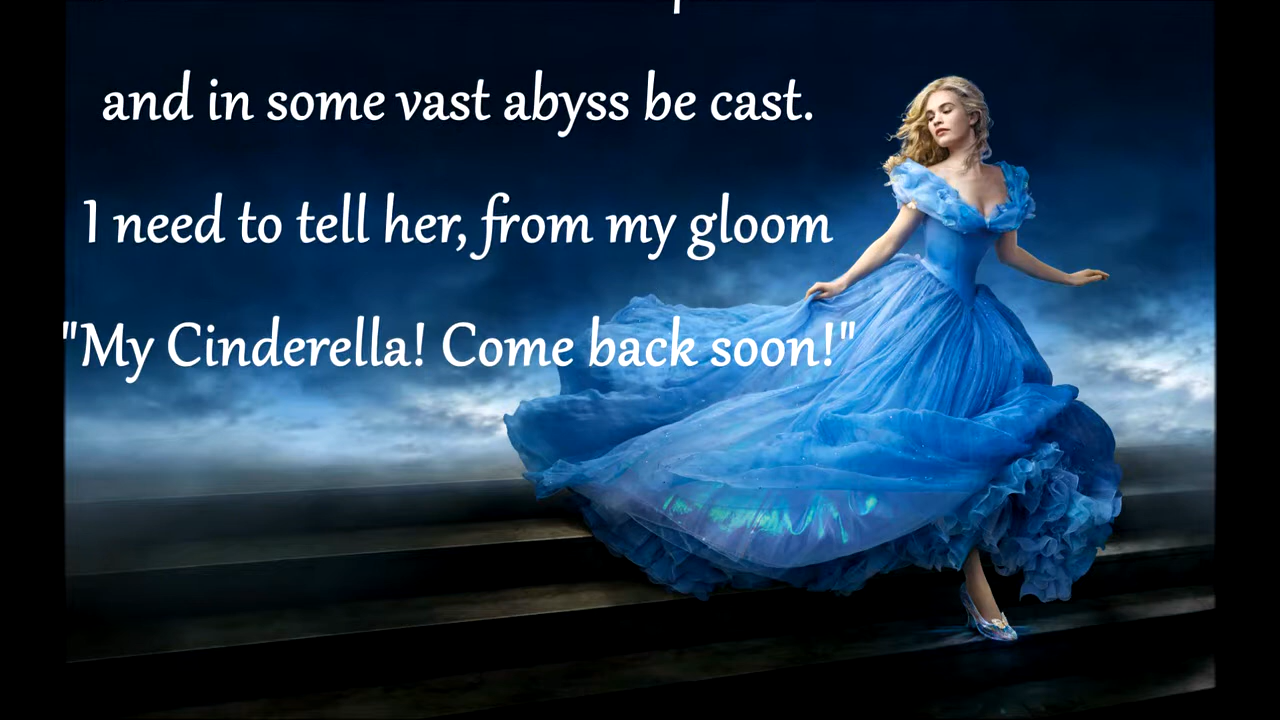 and in some vast abyss be cast.
I need to tell her, from my gloom
"My Cinderella! Come back soon!"